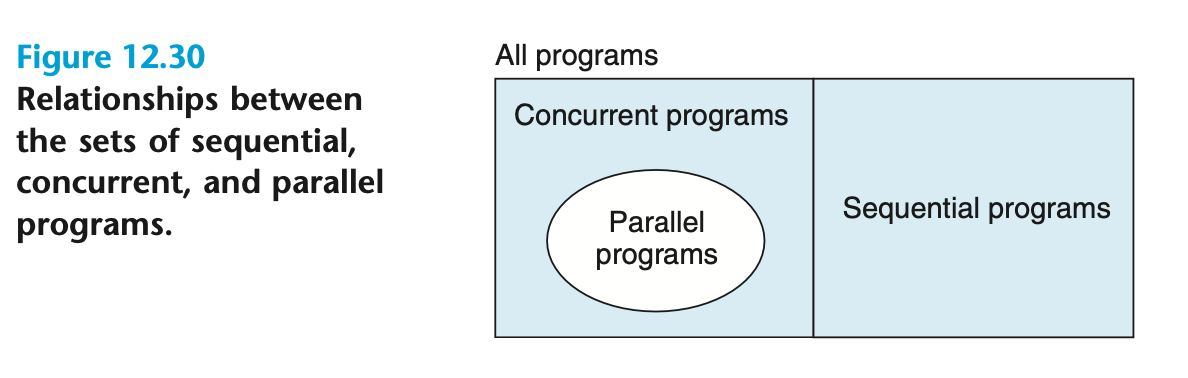 Figure 12.30
Relationships between
the sets of sequential,
concurrent, and parallel
programs.
All programs
Concurrent programs
Parallel
programs
Sequential programs